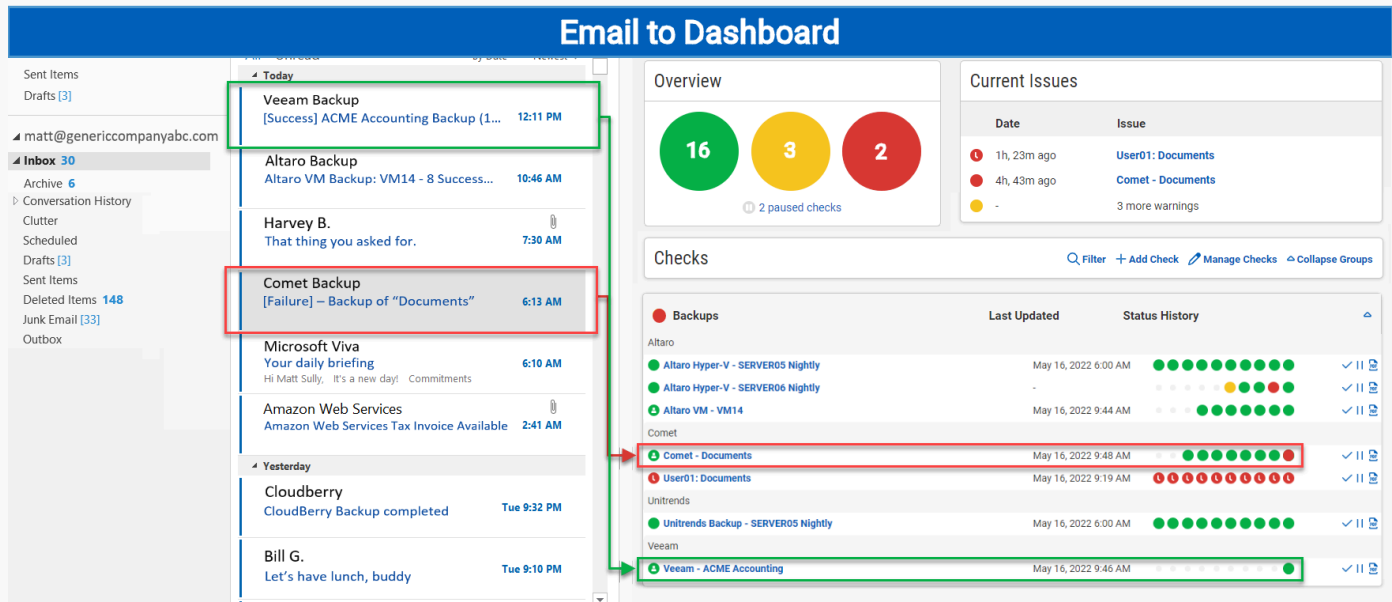 Email to Dashboard
Sent Items
Drafts [3]
matt@genericcompanyabc.com
Inbox 30
Archive 6
Conversation History
Clutter
Scheduled
Drafts [3]
Sent Items
Deleted Items 148
Junk Email [33]
Outbox
Today
Veeam Backup
[Success] ACME Accounting Backup (1... 12:11 PM
Altaro Backup
Altaro VM Backup: VM14 - 8 Success... 10:46 AM
Harvey B.
That thing you asked for. 7:30 AM
Comet Backup
[Failure] – Backup of “Documents” 6:13 AM
Microsoft Viva
Your daily briefing 6:10 AM
Hi Matt Sully, It's a new day! Commitments
Amazon Web Services
Amazon Web Services Tax Invoice Available 2:41 AM
Yesterday
Cloudberry
CloudBerry Backup completed Tue 9:32 PM
Bill G.
Let's have lunch, buddy Tue 9:10 PM
Overview
16 3 2
2 paused checks
Current Issues
Date Issue
1h, 23m ago User01: Documents
4h, 43m ago Comet - Documents
- 3 more warnings
Checks Filter Add Check Manage Checks Collapse Groups
Backups Last Updated Status History
Altaro
Altaro Hyper-V - SERVER05 Nightly May 16, 2022 6:00 AM
Altaro Hyper-V - SERVER06 Nightly -
Altaro VM - VM14 May 16, 2022 9:44 AM
Comet
Comet - Documents May 16, 2022 9:48 AM
User01: Documents May 16, 2022 9:19 AM
Unitrends
Unitrends Backup - SERVER05 Nightly May 16, 2022 6:00 AM
Veeam
Veeam - ACME Accounting May 16, 2022 9:46 AM